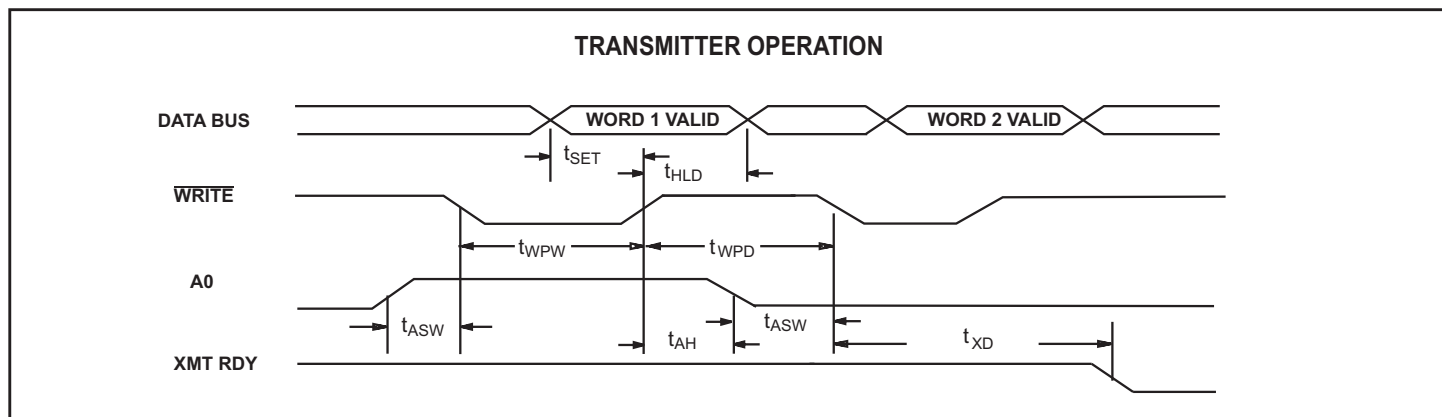 TRANSMITTER OPERATION
DATA BUS
WORD 1 VALID
WORD 2 VALID
tSET
tHLD
WRITE
tWPW
tWPD
A0
tASW
tAH
tASW
tXD
XMT RDY